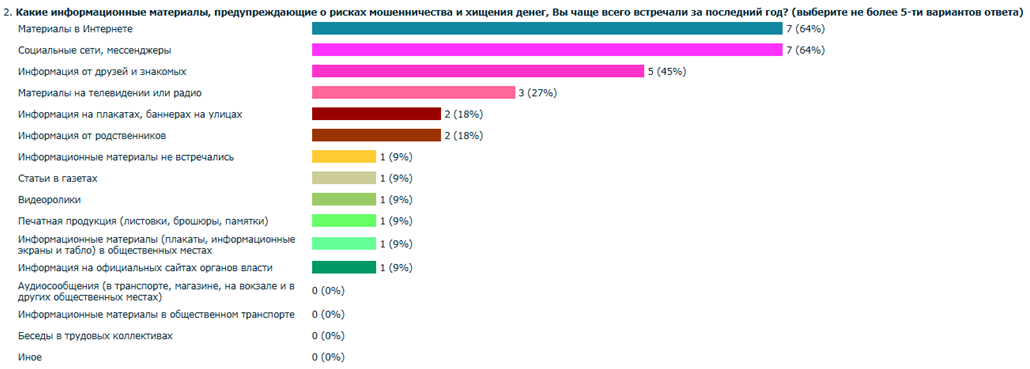 2. Какие информационные материалы, предупреждающие о рисках мошенничества и хищения денег, Вы чаще всего встречали за последний год? (выберите не более 5-ти вариантов ответа)
Материалы в Интернете 7 (64%)
Социальные сети, мессенджеры 7 (64%)
Информация от друзей и знакомых 5 (45%)
Материалы на телевидении или радио 3 (27%)
Информация на плакатах, баннерах на улицах 2 (18%)
Информация от родственников 2 (18%)
Информационные материалы не встречались 1 (9%)
Статьи в газетах 1 (9%)
Видеоролики 1 (9%)
Печатная продукция (листовки, брошюры, памятки) 1 (9%)
Информационные материалы (плакаты, информационные
экраны и табло) в общественных местах 1 (9%)
Информация на официальных сайтах органов власти 1 (9%)
Аудиосообщения (в транспорте, магазине, на вокзале и в
других общественных местах) 0 (0%)
Информационные материалы в общественном транспорте 0 (0%)
Беседы в трудовых коллективах 0 (0%)
Иное 0 (0%)